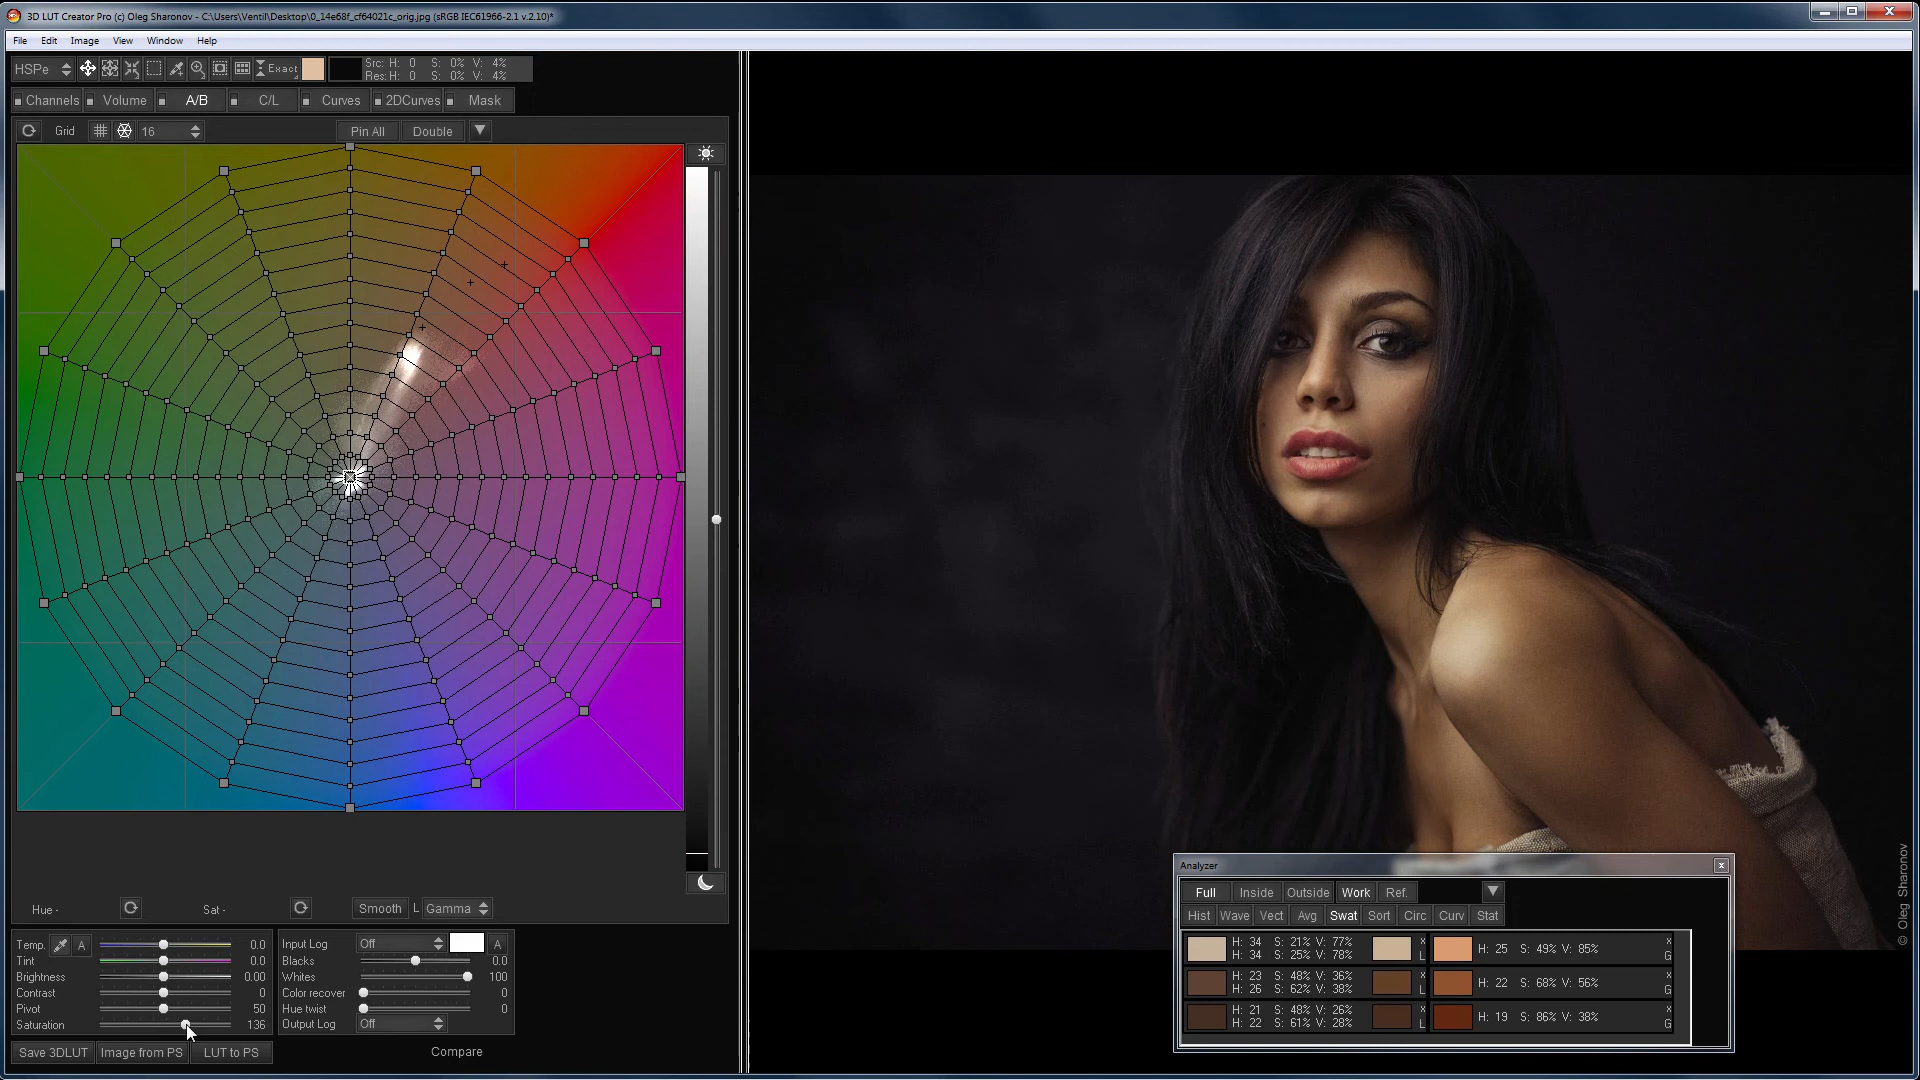 3D LUT Creator Pro (c) Oleg Sharonov - C:\Users\Ventil\Desktop\0_14e68f_cf64021c_orig.jpg (sRGB IEC61966-2.1 v.2.10)*
File Edit Image View Window Help
HSPe Exact Src: H: 0 S: 0% V: 4%
Res: H: 0 S: 0% V: 4%
Channels Volume A/B C/L Curves 2DCurves Mask
Grid 16 Pin All Double
Hue - Sat - Smooth L Gamma
Temp. A 0.0
Tint 0.0
Brightness 0.00
Contrast 0
Pivot 50
Saturation 136
Input Log Off A
Blacks 0.0
Whites 100
Color recover 0
Hue twist 0
Output Log Off
Save 3DLUT Image from PS LUT to PS Compare
© Oleg Sharonov
Analyzer x
Full Inside Outside Work Ref.
Hist Wave Vect Avg Swat Sort Circ Curv Stat
H: 34 S: 21% V: 77% x
H: 34 S: 25% V: 78% L
H: 25 S: 49% V: 85% x G
H: 23 S: 48% V: 36% x
H: 26 S: 62% V: 38% L
H: 22 S: 68% V: 56% x G
H: 21 S: 48% V: 26% x
H: 22 S: 61% V: 28% L
H: 19 S: 86% V: 38% x G